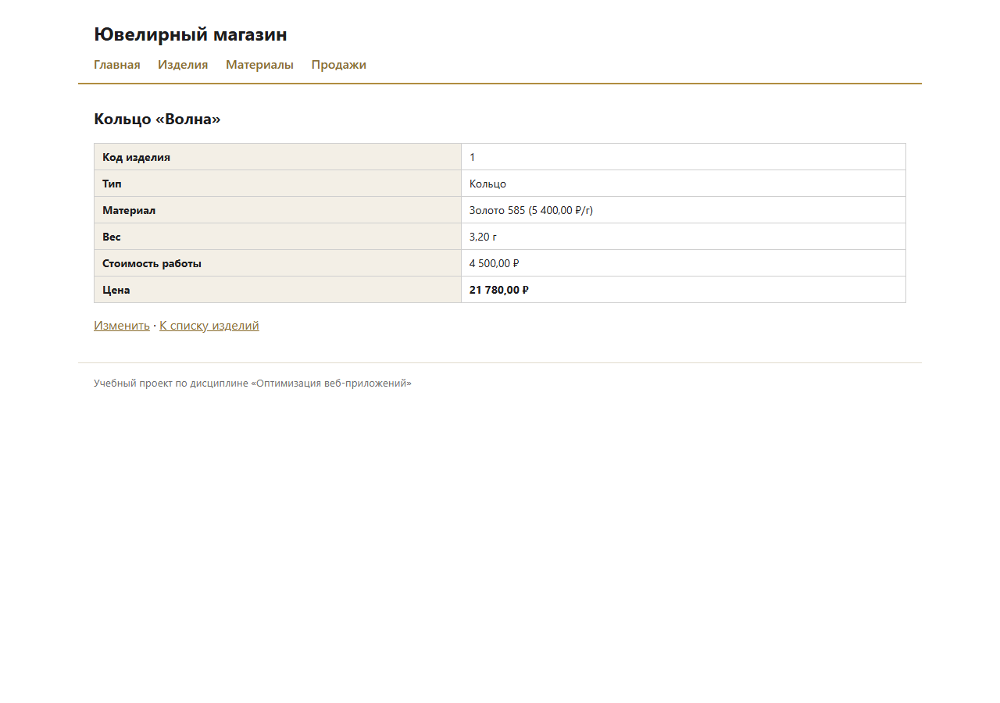 Ювелирный магазин
Главная Изделия Материалы Продажи
Кольцо «Волна»
Код изделия 1
Тип Кольцо
Материал Золото 585 (5 400,00 ₽/г)
Вес 3,20 г
Стоимость работы 4 500,00 ₽
Цена 21 780,00 ₽
Изменить · К списку изделий
Учебный проект по дисциплине «Оптимизация веб-приложений»